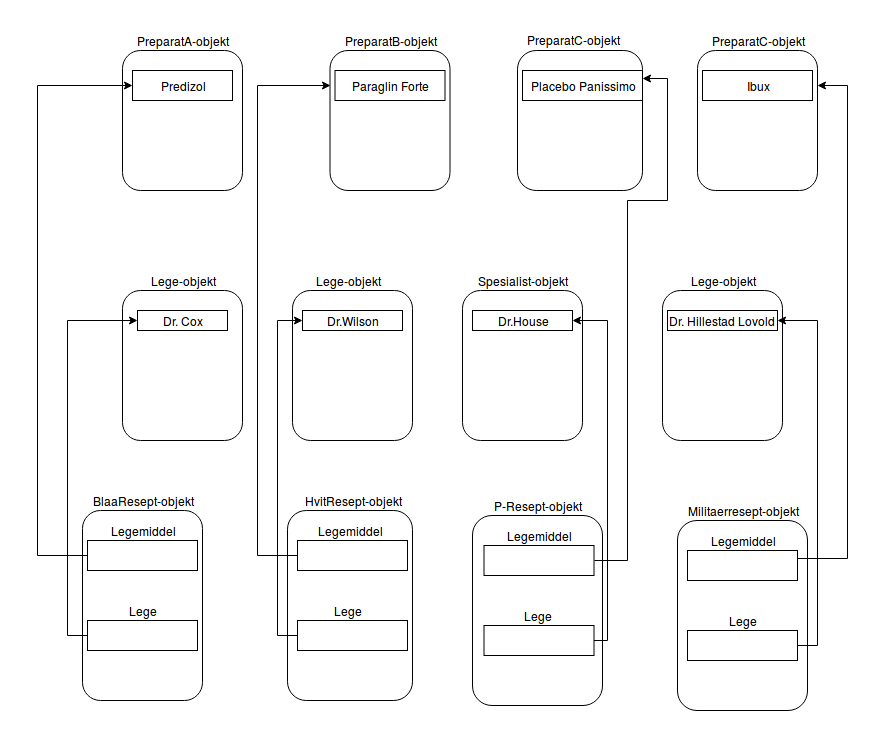 PreparatA-objekt
PreparatB-objekt
PreparatC-objekt
PreparatC-objekt
Predizol
Paraglin Forte
Placebo Panissimo
Ibux
Lege-objekt
Lege-objekt
Spesialist-objekt
Lege-objekt
Dr. Cox
Dr.Wilson
Dr.House
Dr. Hillestad Lovold
BlaaResept-objekt
HvitResept-objekt
P-Resept-objekt
Militaerresept-objekt
Legemiddel
Legemiddel
Legemiddel
Legemiddel
Lege
Lege
Lege
Lege